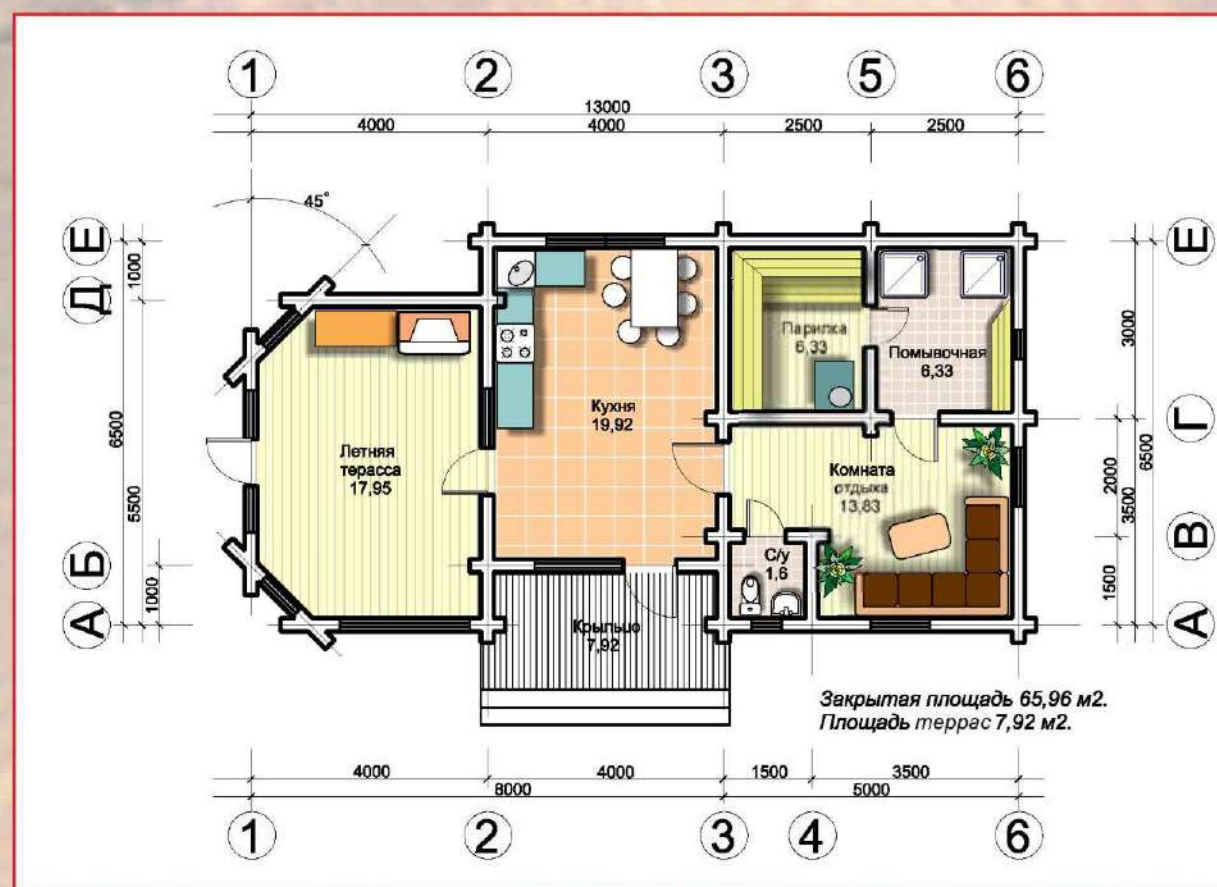 1 2 3 5 6
13000
4000 4000 2500 2500
45°
Е Е
Д
1000
3000
Парилка
6,33
Помывочная
6,33
Кухня
19,92
Г
6500
Летняя
терасса
17,95
Комната
отдыха
13,83
2000
3500
6500
5500
В
С/у
1,6
Б
1000
1500
А А
Крыльцо
7,92
Закрытая площадь 65,96 м2.
Площадь террас 7,92 м2.
4000 4000 1500 3500
8000 5000
1 2 3 4 6